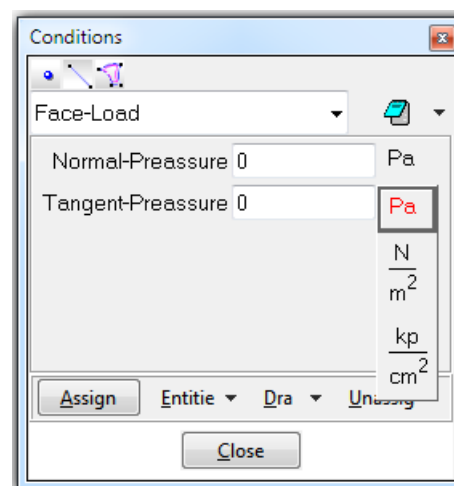 Conditions
Face-Load
Normal-Preassure 0 Pa
Tangent-Preassure 0 Pa
N
m2
kp
cm2
Assign Entitie Dra Unassig
Close